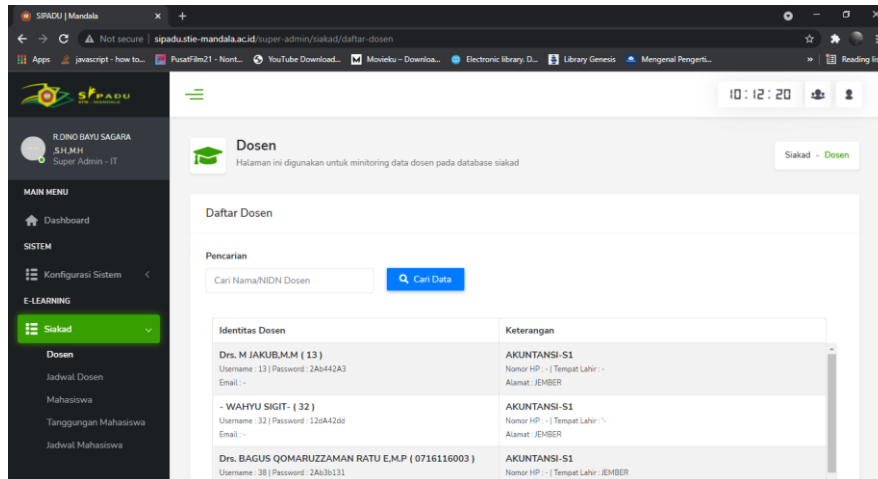 SIPADU | Mandala
Not secure | sipadu.stie-mandala.ac.id/super-admin/siakad/daftar-dosen
Apps javascript - how to... PusatFilm21 - Nont... YouTube Download... Movieku – Downloa... Electronic library. D... Library Genesis Mengenal Pengerti... » Reading lis
SIPADU
STIE - MANDALA
10:12:20
R.DINO BAYU SAGARA
,S.H.,M.H
Super Admin - IT
Dosen
Halaman ini digunakan untuk minitoring data dosen pada database siakad
Siakad - Dosen
MAIN MENU
Dashboard
SISTEM
Konfigurasi Sistem
E-LEARNING
Siakad
Dosen
Jadwal Dosen
Mahasiswa
Tanggungan Mahasiswa
Jadwal Mahasiswa
Daftar Dosen
Pencarian
Cari Nama/NIDN Dosen Cari Data
Identitas Dosen Keterangan
Drs. M JAKUB,M.M ( 13 ) AKUNTANSI-S1
Username : 13 | Password : 2Ab442A3 Nomor HP : - | Tempat Lahir : -
Email : - Alamat : JEMBER
- WAHYU SIGIT- ( 32 ) AKUNTANSI-S1
Username : 32 | Password : 12dA42dd Nomor HP : - | Tempat Lahir : '-
Email : - Alamat : JEMBER
Drs. BAGUS QOMARUZZAMAN RATU E,M.P ( 0716116003 ) AKUNTANSI-S1
Username : 38 | Password : 2Ab3b131 Nomor HP : - | Tempat Lahir : JEMBER